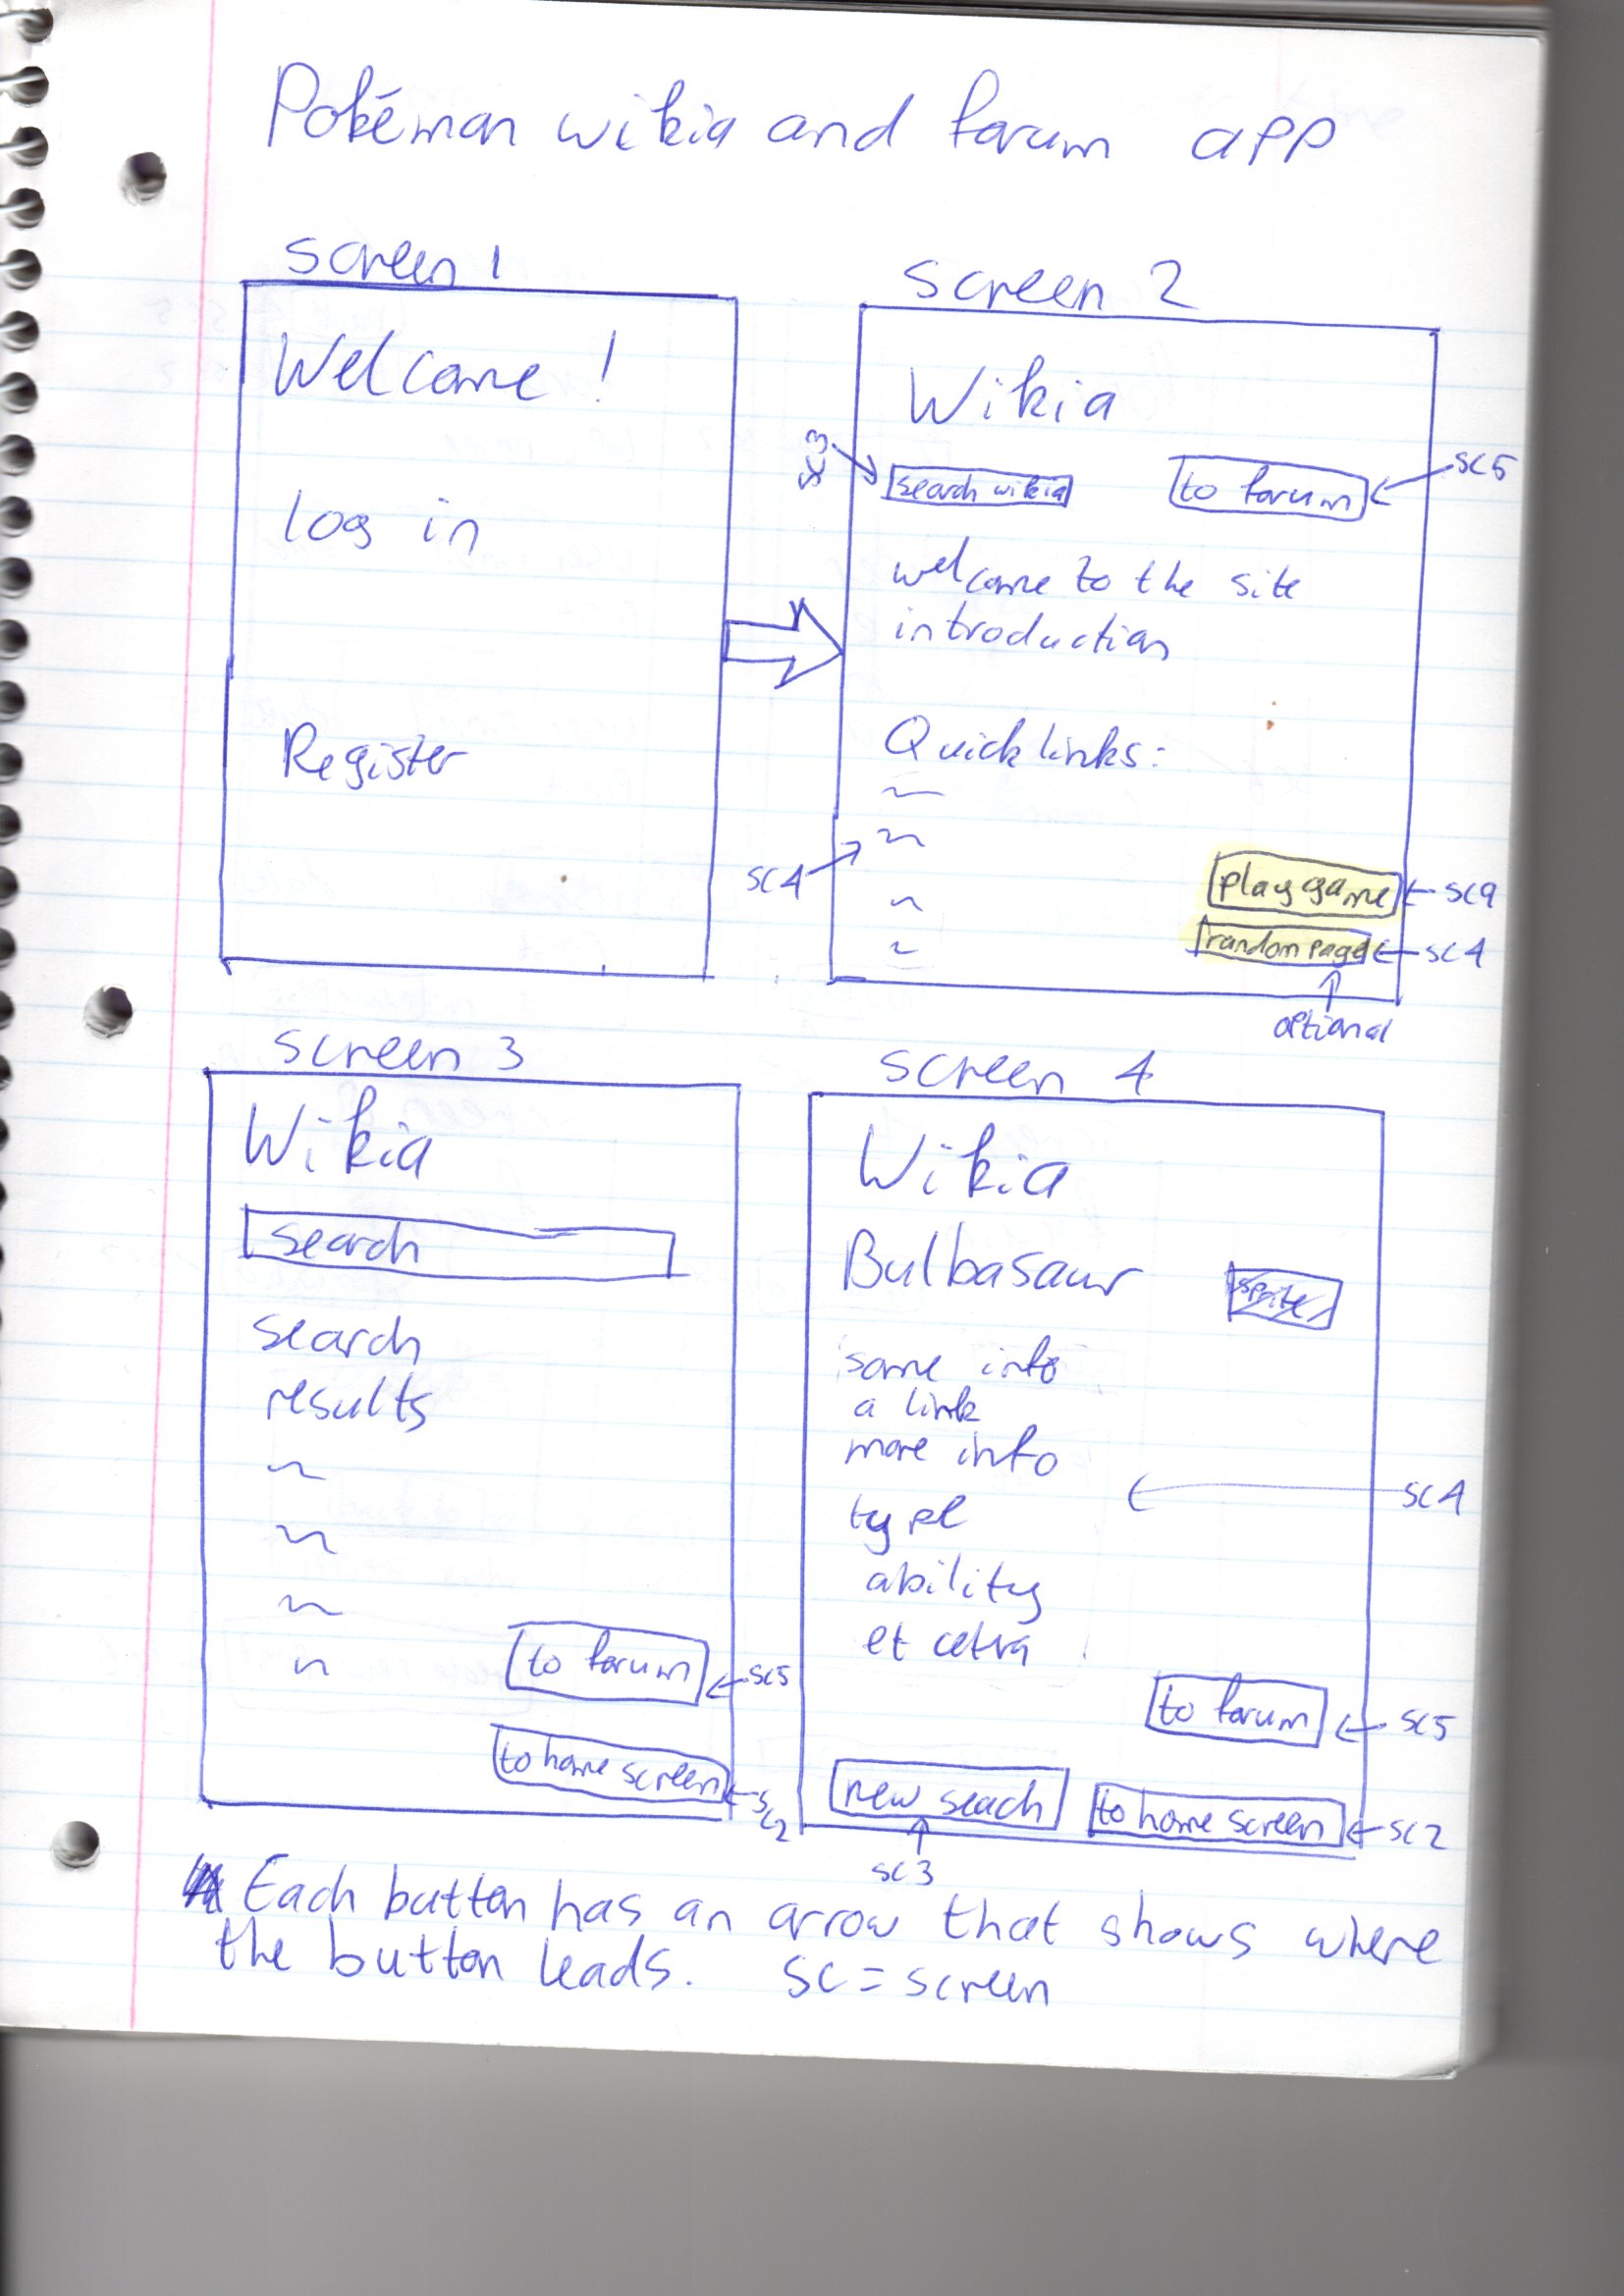 Pokéman wikia and forum app
screen 1
Welcome!
log in
Register
screen 2
Wikia
sc3
search wikia
to forum
sc5
welcome to the site
introduction
Quick links:
sc4
play game
sc9
random page
sc4
optional
screen 3
Wikia
search
search
results
to forum
sc5
to home screen
sc2
screen 4
Wikia
Bulbasaur
sprite
some info
a link
more info
sc4
type
ability
et cetra
to forum
sc5
new seach
to home screen
sc2
sc3
Each button has an arrow that shows where
the button leads. sc = screen